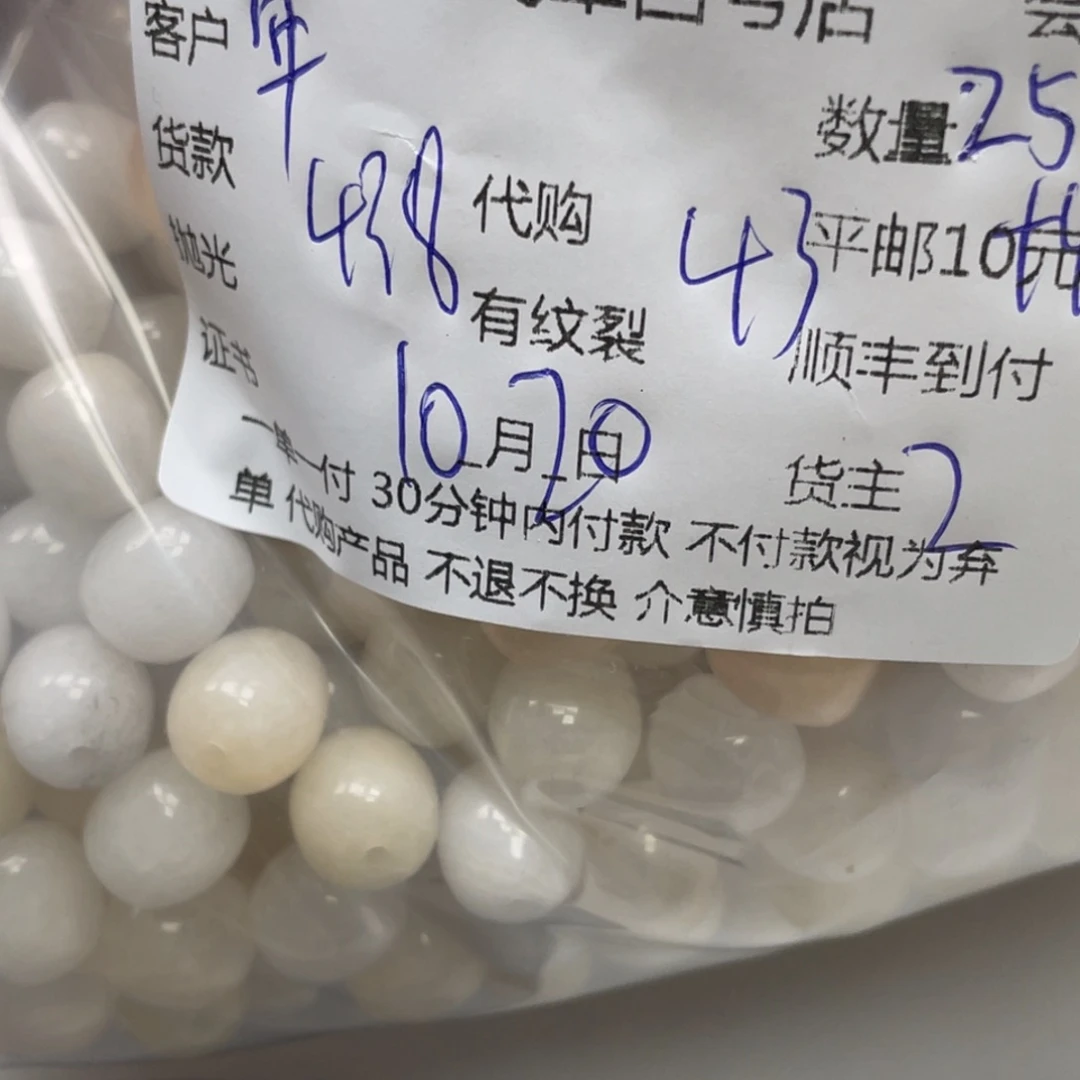 号店 会
客户
数量 25
货款 438 代购 43 平邮10元
抛光 有纹裂 顺丰到付
证书 10月20日 货主 2
一单一付 30分钟内付款 不付款视为弃
单 代购产品 不退不换 介意慎拍